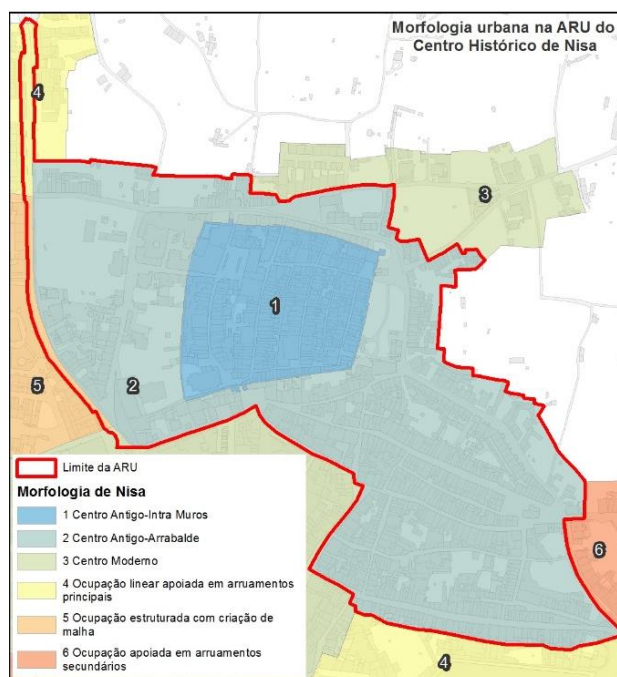 Morfologia urbana na ARU do
Centro Histórico de Nisa
4
3
1
5
2
6
4
Limite da ARU
Morfologia de Nisa
1 Centro Antigo-Intra Muros
2 Centro Antigo-Arrabalde
3 Centro Moderno
4 Ocupação linear apoiada em arruamentos
principais
5 Ocupação estruturada com criação de
malha
6 Ocupação apoiada em arruamentos
secundários